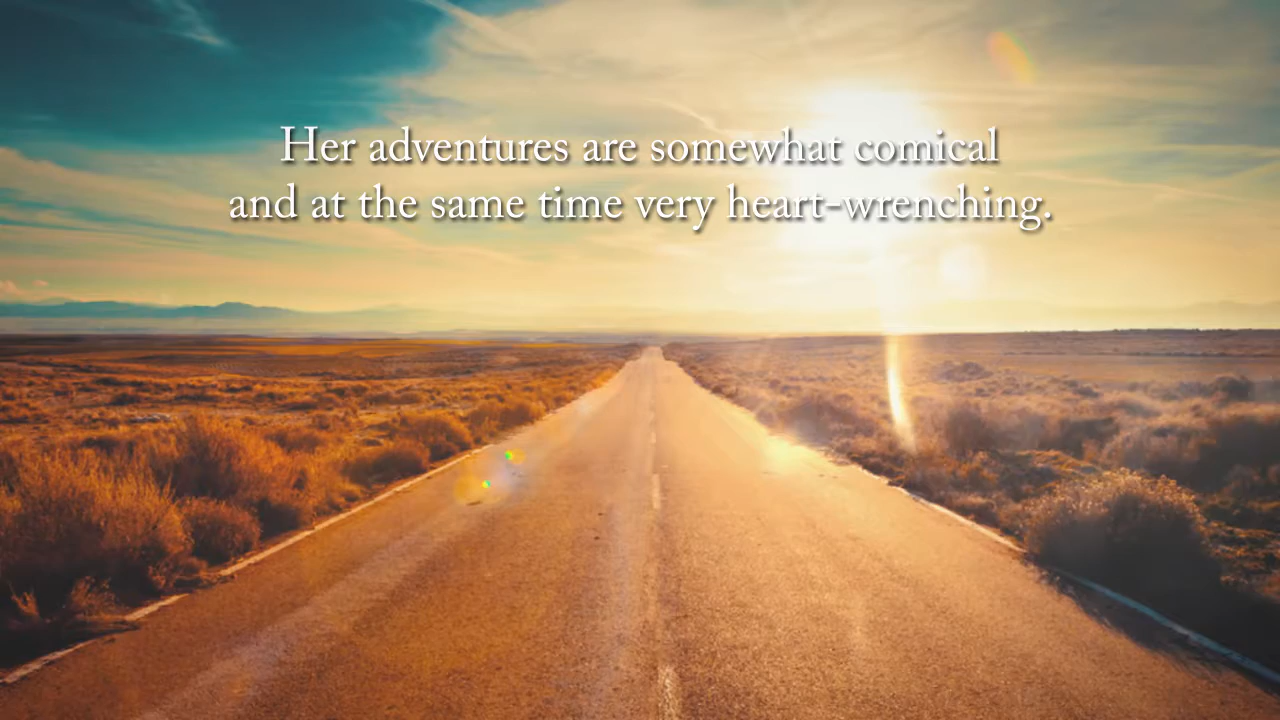 Her adventures are somewhat comical
and at the same time very heart-wrenching.